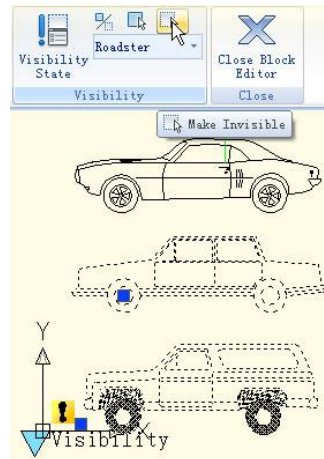 Roadster
Visibility
State
Close Block
Editor
Visibility
Close
Make Invisible
Y
X
Visibility